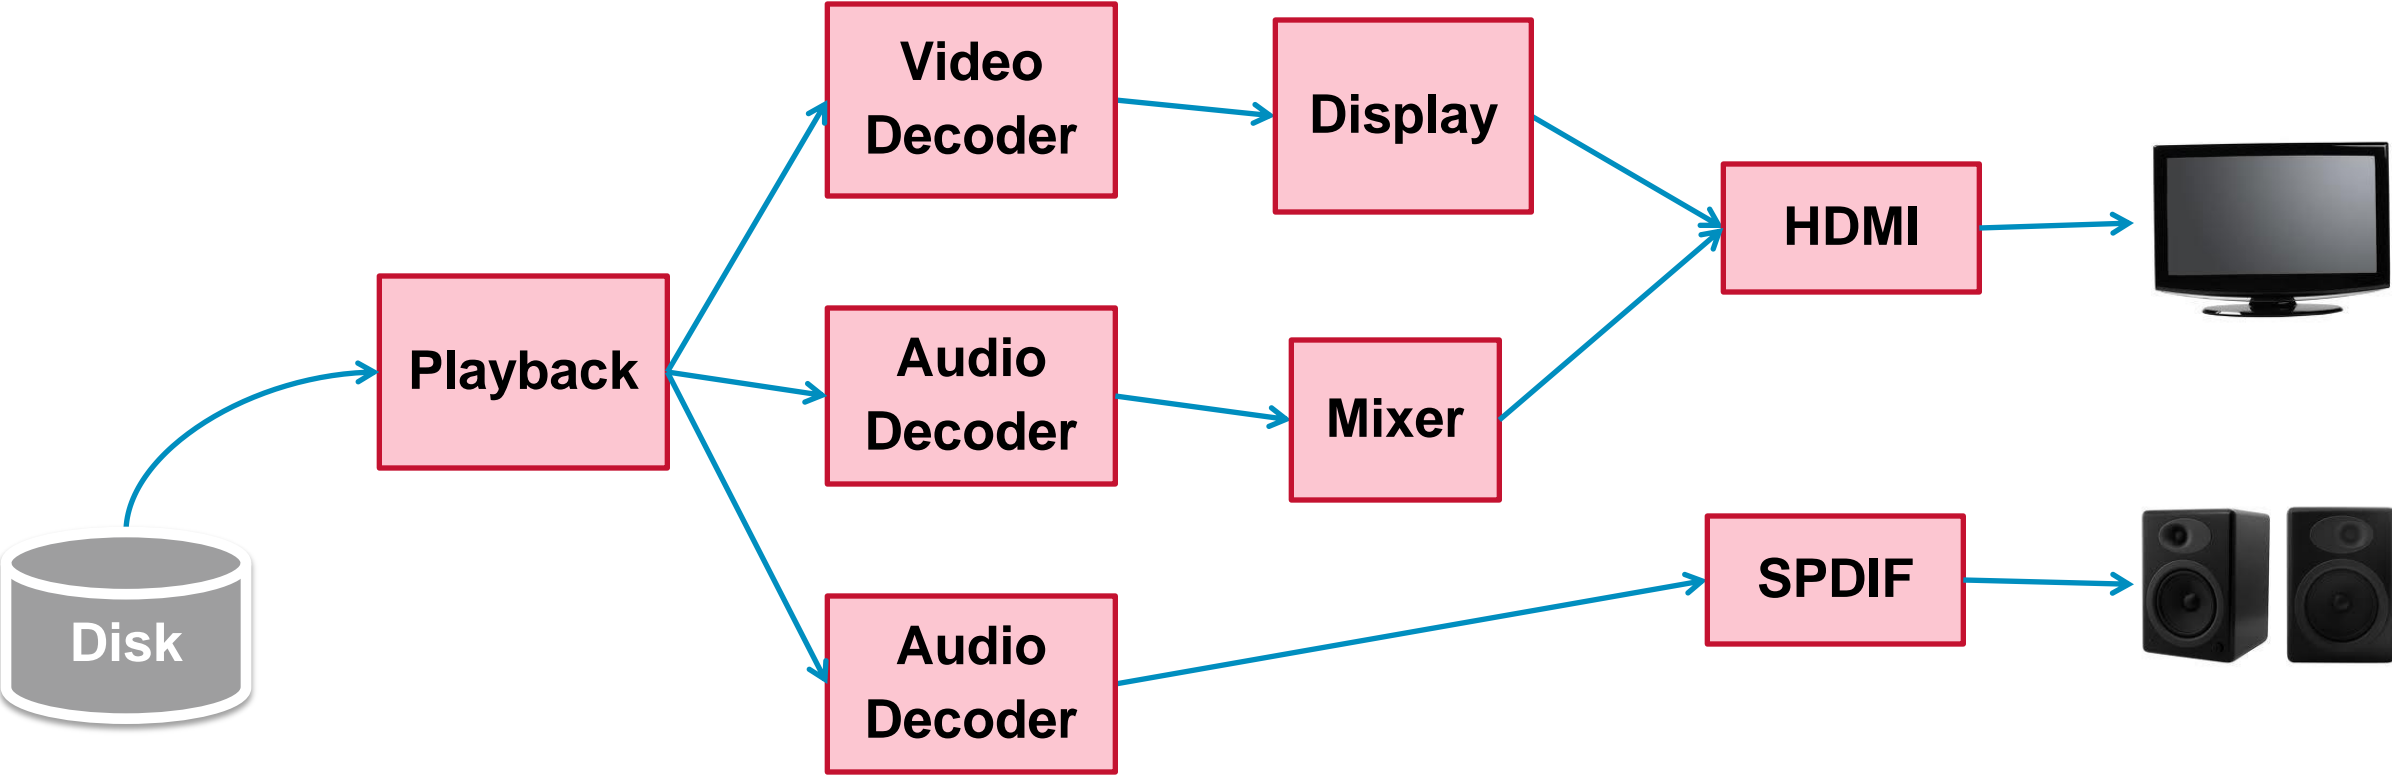 Video
Decoder
Display
HDMI
Playback
Audio
Decoder
Mixer
SPDIF
Disk
Audio
Decoder